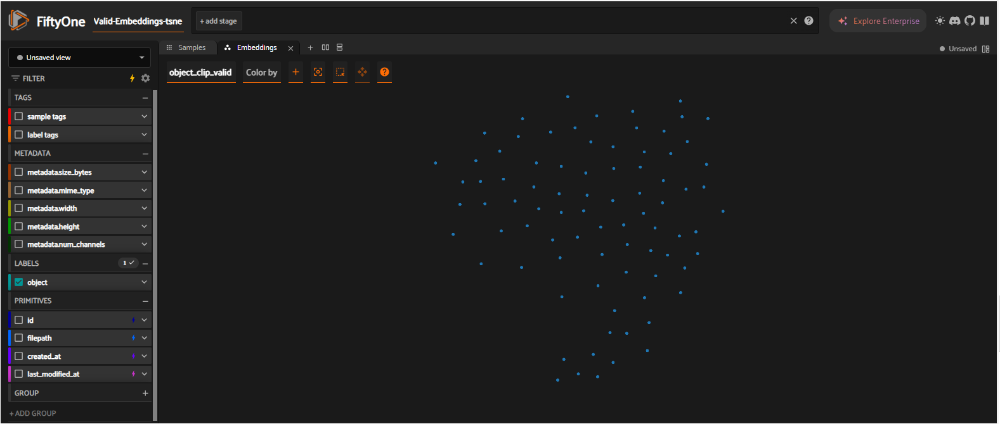 FiftyOne
Valid-Embeddings-tsne
+ add stage
Explore Enterprise
Unsaved view
Samples
Embeddings
Unsaved
FILTER
object_clip_valid
Color by
TAGS
sample tags
label tags
METADATA
metadata.size_bytes
metadata.mime_type
metadata.width
metadata.height
metadata.num_channels
LABELS
1
object
PRIMITIVES
id
filepath
created_at
last_modified_at
GROUP
+ ADD GROUP